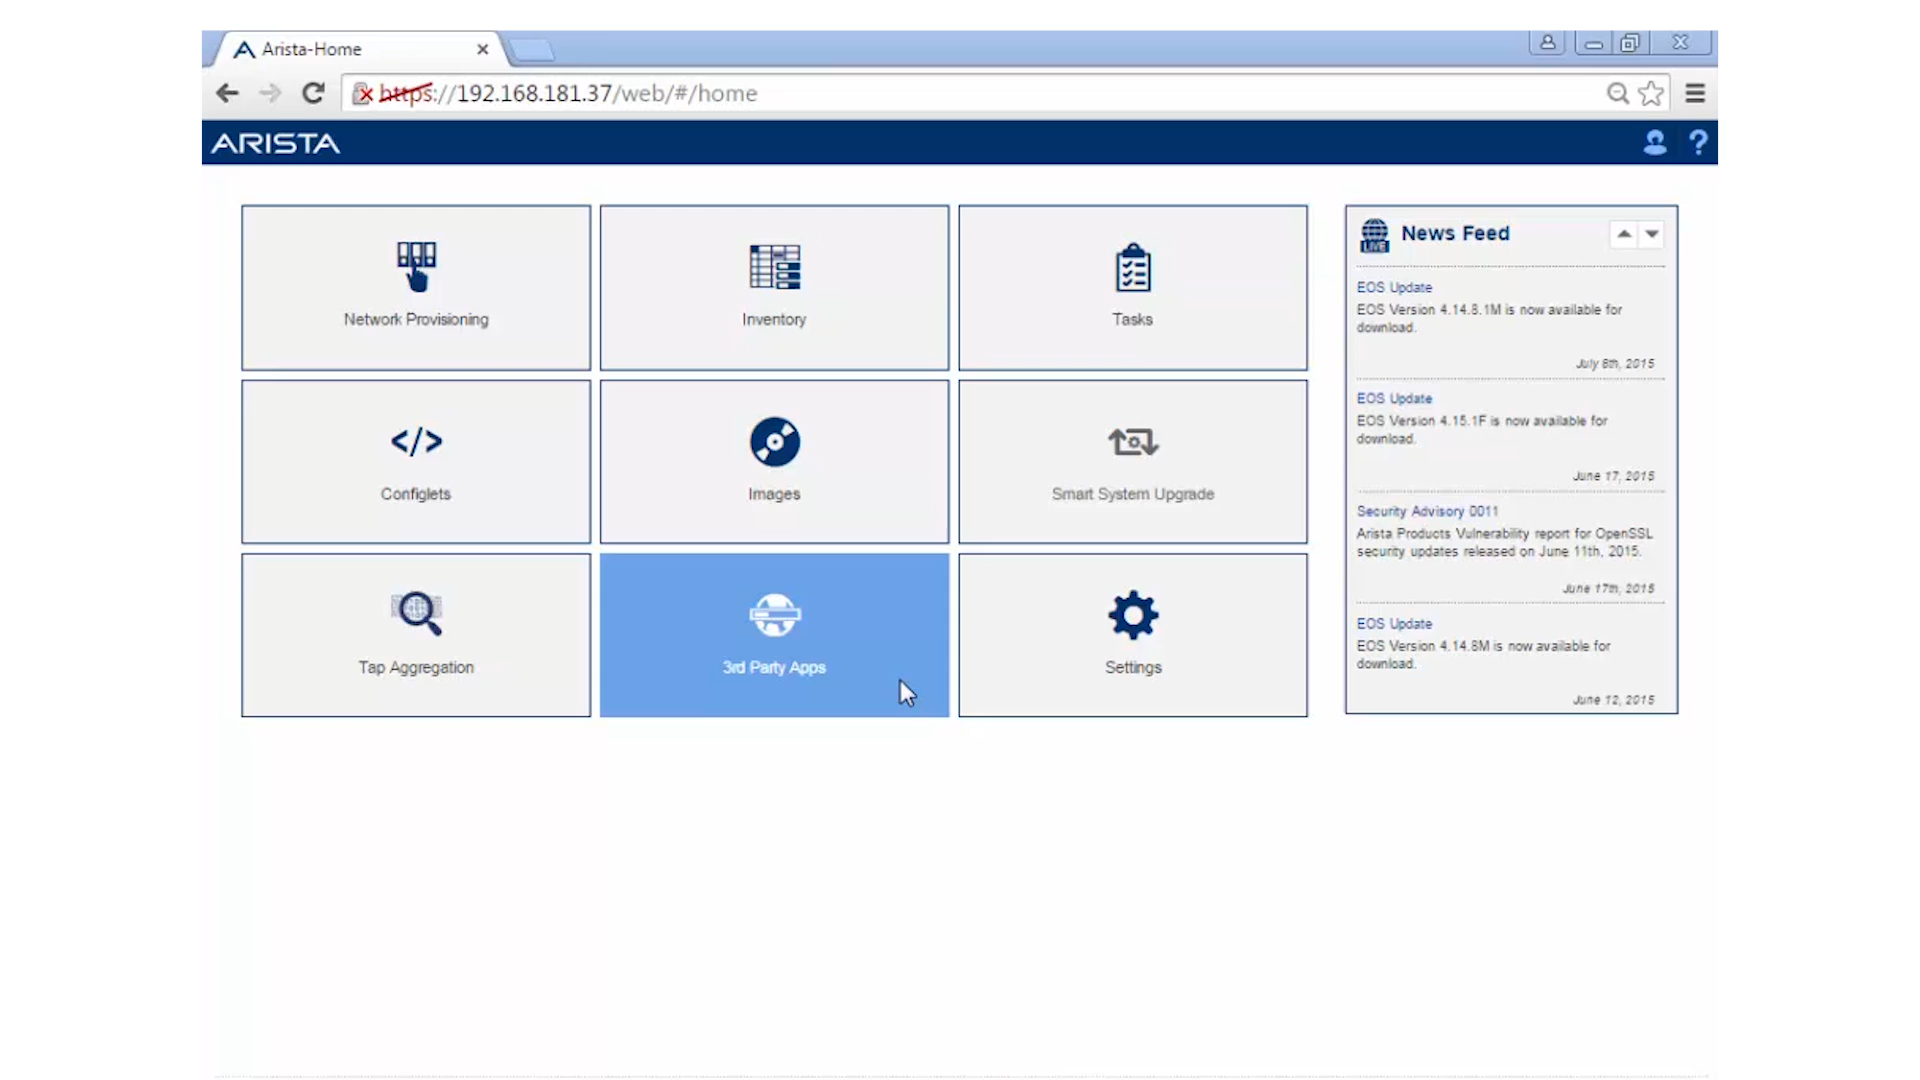 Arista-Home
https://192.168.181.37/web/#/home
ARISTA
Network Provisioning
Inventory
Tasks
Configlets
</>
Images
Smart System Upgrade
Tap Aggregation
3rd Party Apps
Settings
LIVE
News Feed
EOS Update
EOS Version 4.14.8.1M is now available for
download.
July 8th, 2015
EOS Update
EOS Version 4.15.1F is now available for
download.
June 17, 2015
Security Advisory 0011
Arista Products Vulnerability report for OpenSSL
security updates released on June 11th, 2015.
June 17th, 2015
EOS Update
EOS Version 4.14.8M is now available for
download.
June 12, 2015